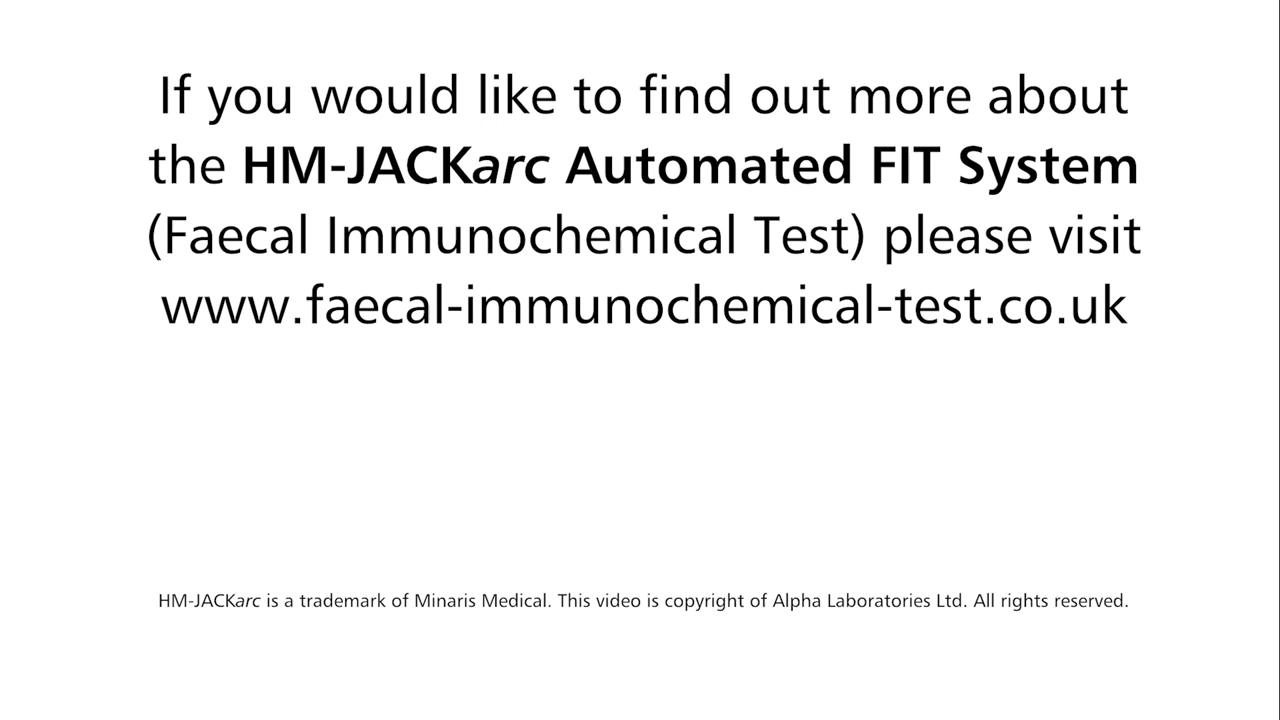 If you would like to find out more about
the HM-JACKarc Automated FIT System
(Faecal Immunochemical Test) please visit
www.faecal-immunochemical-test.co.uk
HM-JACKarc is a trademark of Minaris Medical. This video is copyright of Alpha Laboratories Ltd. All rights reserved.